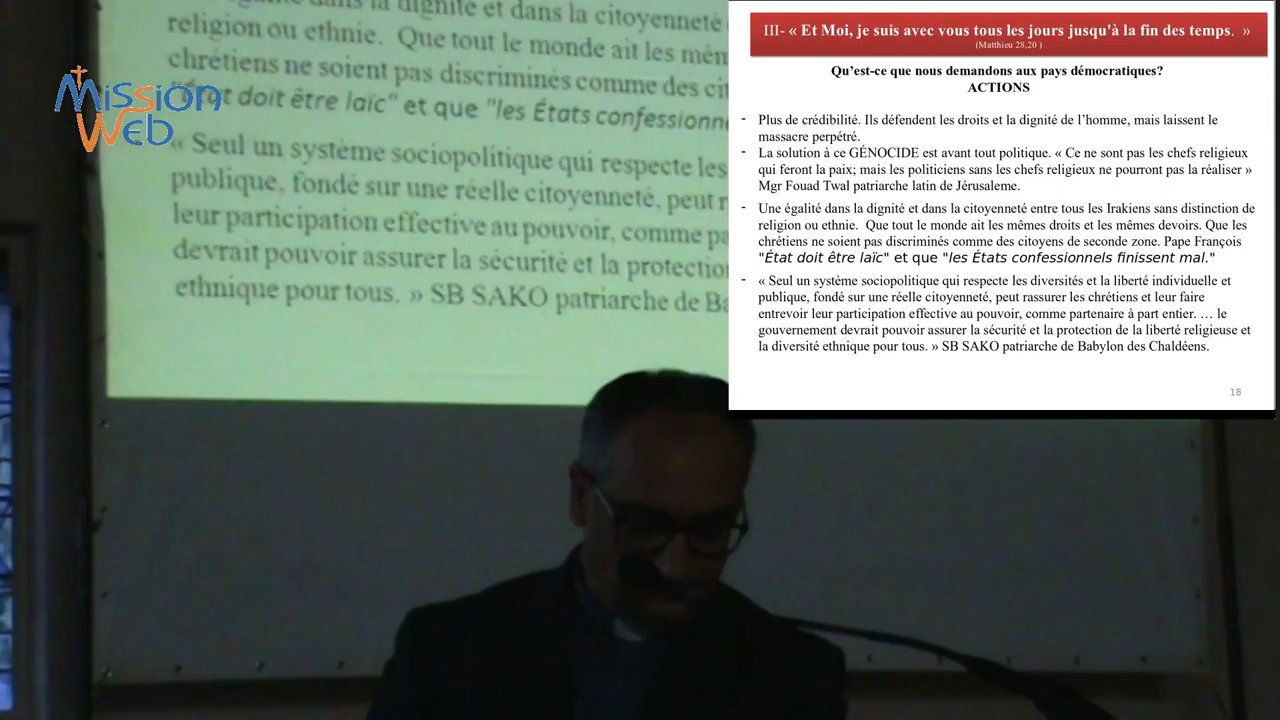 dans la dignité et dans la citoyenneté
religion ou ethnie. Que tout le monde ait les mêm
chrétiens ne soient pas discriminés comme des cit
"État doit être laïc" et que "les États confessionne
« Seul un système sociopolitique qui respecte les
publique, fondé sur une réelle citoyenneté, peut r
leur participation effective au pouvoir, comme pa
devrait pouvoir assurer la sécurité et la protection
ethnique pour tous. » SB SAKO patriarche de Ba
Mission
Web
III- « Et Moi, je suis avec vous tous les jours jusqu'à la fin des temps. »
(Matthieu 28,20 )
Qu’est-ce que nous demandons aux pays démocratiques?
ACTIONS
- Plus de crédibilité. Ils défendent les droits et la dignité de l’homme, mais laissent le
massacre perpétré.
- La solution à ce GÉNOCIDE est avant tout politique. « Ce ne sont pas les chefs religieux
qui feront la paix; mais les politiciens sans les chefs religieux ne pourront pas la réaliser »
Mgr Fouad Twal patriarche latin de Jérusaleme.
- Une égalité dans la dignité et dans la citoyenneté entre tous les Irakiens sans distinction de
religion ou ethnie. Que tout le monde ait les mêmes droits et les mêmes devoirs. Que les
chrétiens ne soient pas discriminés comme des citoyens de seconde zone. Pape François
"État doit être laïc" et que "les États confessionnels finissent mal."
- « Seul un système sociopolitique qui respecte les diversités et la liberté individuelle et
publique, fondé sur une réelle citoyenneté, peut rassurer les chrétiens et leur faire
entrevoir leur participation effective au pouvoir, comme partenaire à part entier. … le
gouvernement devrait pouvoir assurer la sécurité et la protection de la liberté religieuse et
la diversité ethnique pour tous. » SB SAKO patriarche de Babylon des Chaldéens.
18